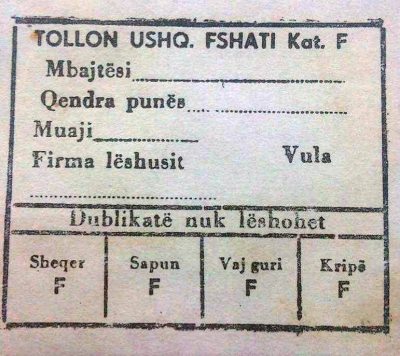 TOLLON USHQ. FSHATI Kat. F
Mbajtësi
Qendra punës
Muaji
Firma lëshusit Vula
Dublikatë nuk lëshohet
Sheqer Sapun Vaj guri Kripë
F F F F